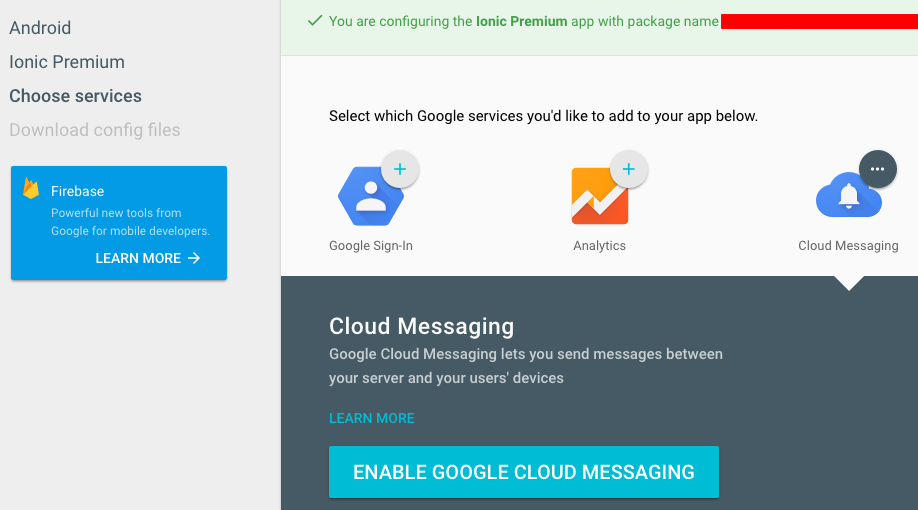 Android
Ionic Premium
Choose services
Download config files
Firebase
Powerful new tools from
Google for mobile developers.
LEARN MORE
You are configuring the Ionic Premium app with package name
Select which Google services you'd like to add to your app below.
Google Sign-In
Analytics
Cloud Messaging
Cloud Messaging
Google Cloud Messaging lets you send messages between
your server and your users' devices
LEARN MORE
ENABLE GOOGLE CLOUD MESSAGING